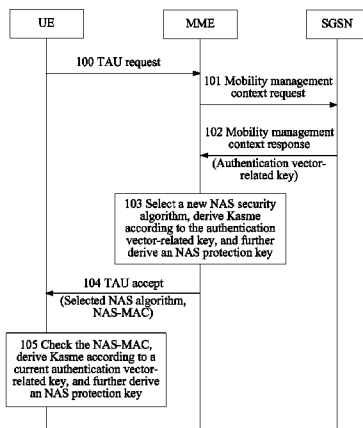 UE
MME
SGSN
100 TAU request
101 Mobility management
context request
102 Mobility management
context response
(Authentication vector-
related key)
103 Select a new NAS security
algorithm, derive Kasme
according to the authentication
vector-related key, and further
derive an NAS protection key
104 TAU accept
(Selected NAS algorithm,
NAS-MAC)
105 Check the NAS-MAC,
derive Kasme according to a
current authentication vector-
related key, and further derive
an NAS protection key